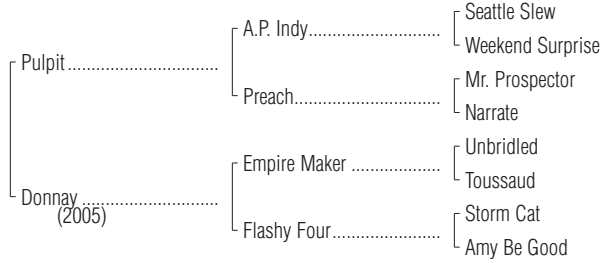 Seattle Slew
A.P. Indy..............................
Weekend Surprise
Pulpit..................................
Mr. Prospector
Preach.................................
Narrate
Unbridled
Empire Maker ....................
Toussaud
Donnay ...............................
(2005)
Storm Cat
Flashy Four.........................
Amy Be Good